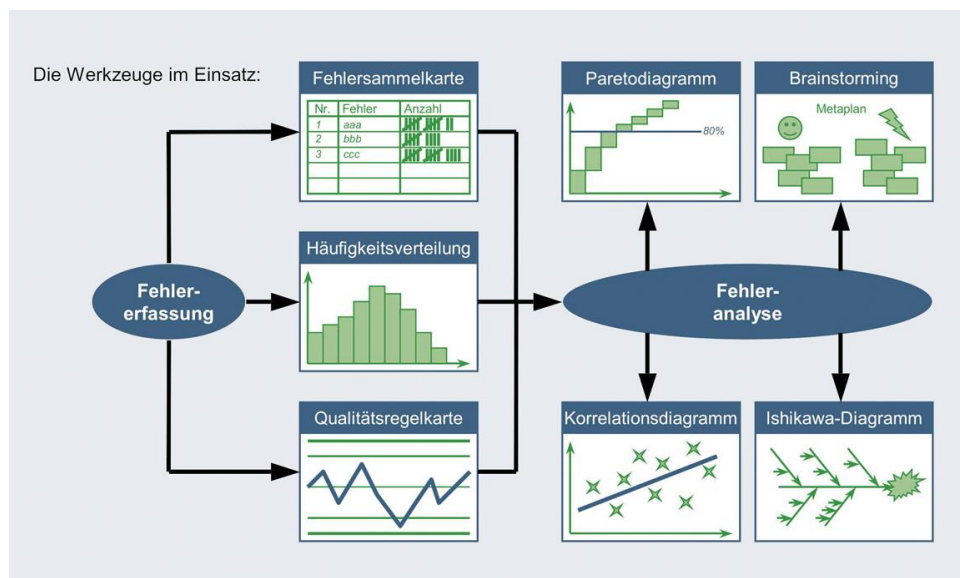 Die Werkzeuge im Einsatz:
Fehlersammelkarte
Nr. Fehler Anzahl
1 aaa
2 bbb
3 ccc
Paretodiagramm
80%
Brainstorming
Metaplan
Häufigkeitsverteilung
Fehler-
erfassung
Fehler-
analyse
Qualitätsregelkarte
Korrelationsdiagramm
Ishikawa-Diagramm